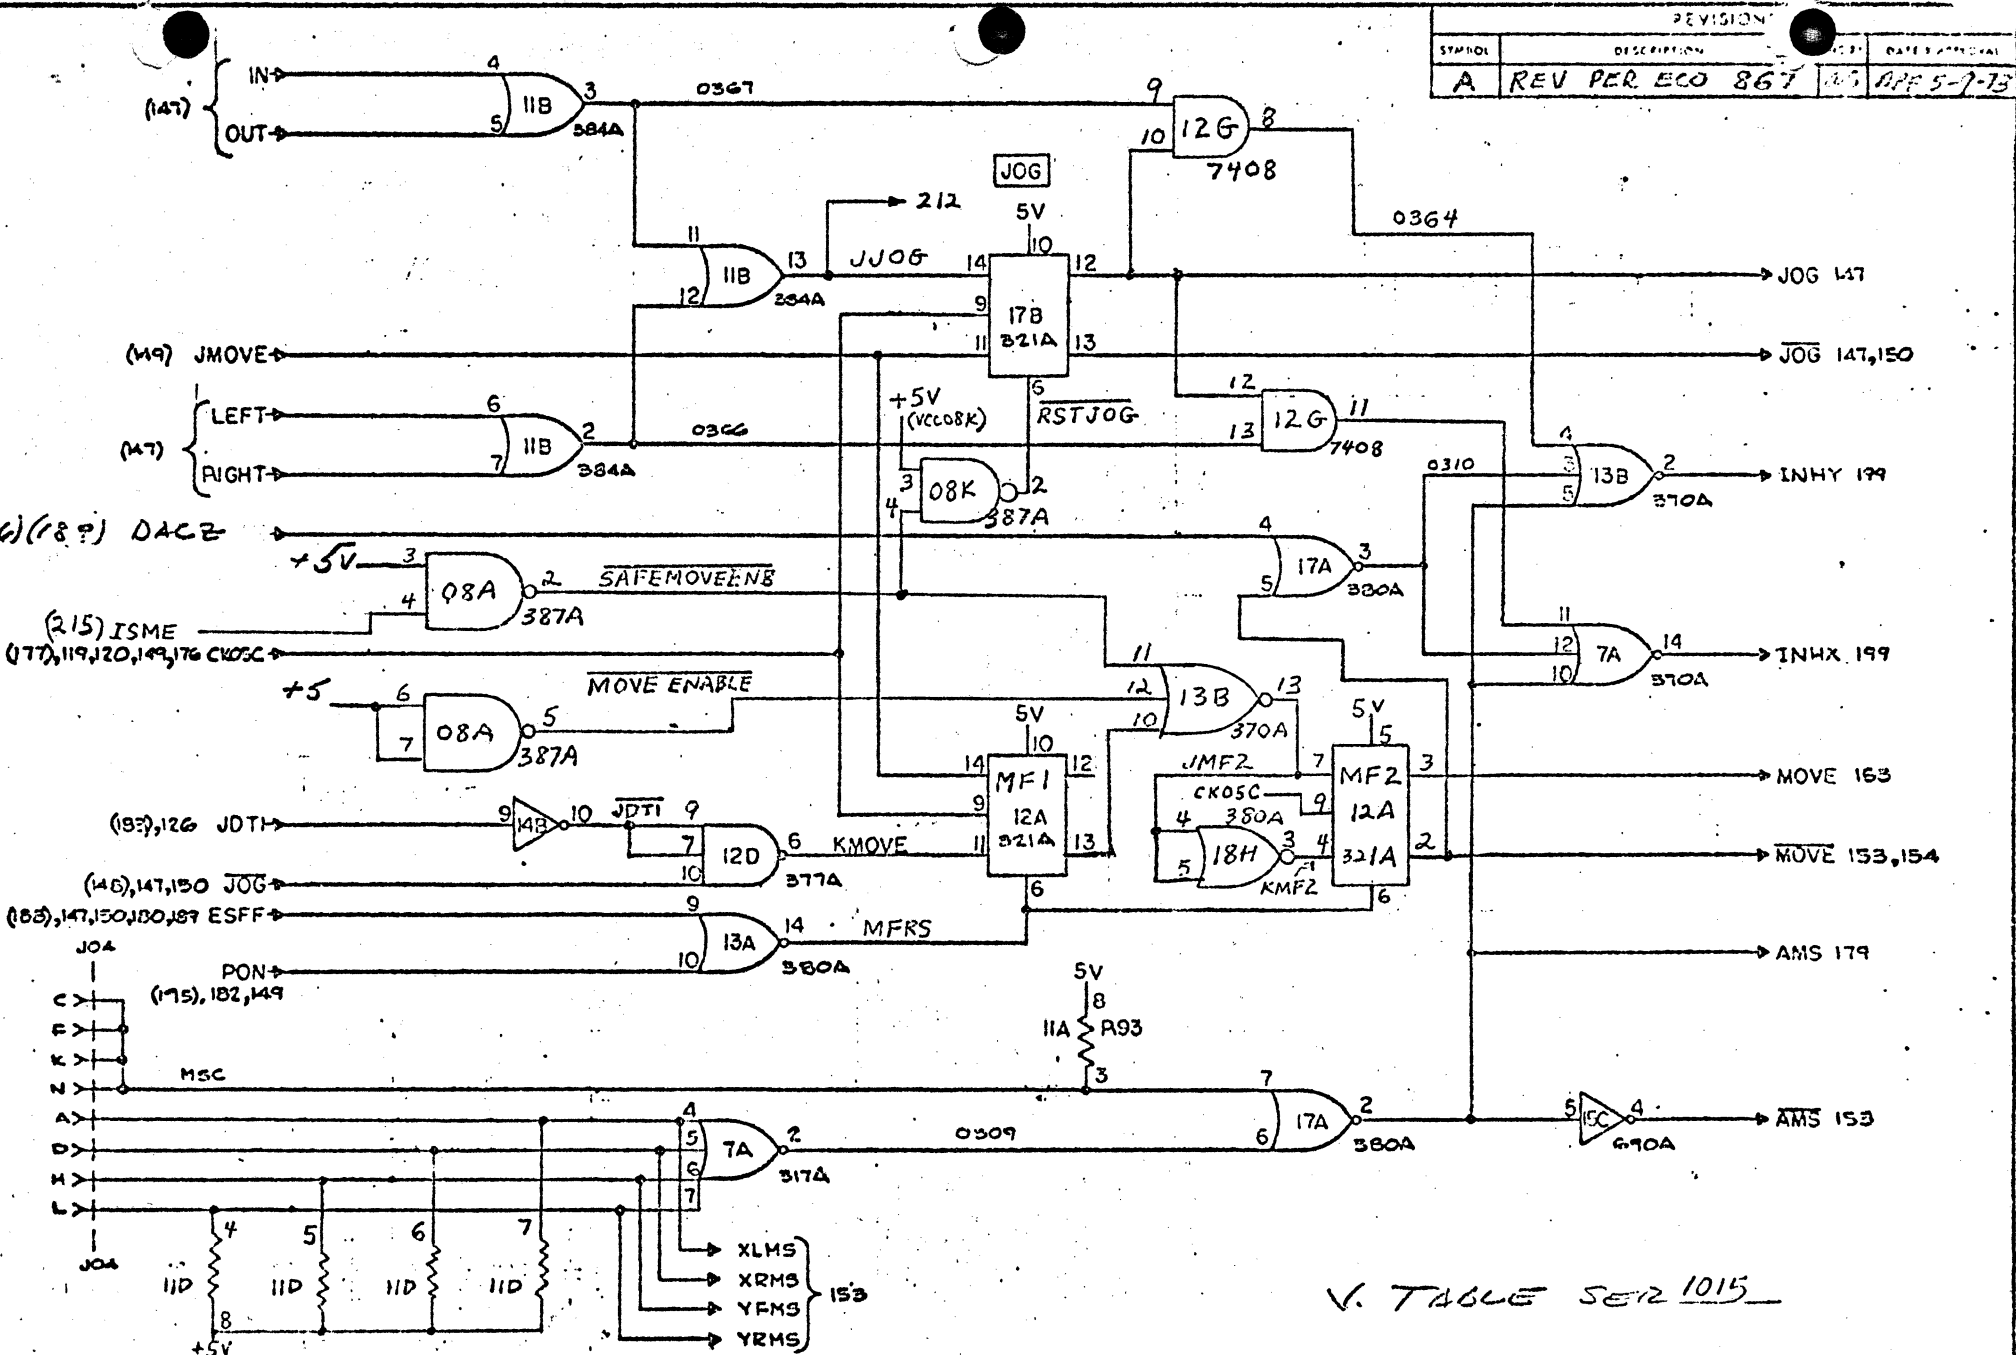 REVISION
SYMBOL DESCRIPTION
A REV PER ECO 867
IN 4
(147) 11B 3 0367 9
OUT 5 384A 10 12G 8
7408
JOG
212 5V 0364
11 10
11B 13 JJOG 14 12 JOG 147
12 384A 9 17B
(149) JMOVE 11 321A 13 JOG 147,150
6
LEFT 6 +5V RSTJOG 12
(147) 11B 2 0366 (VCC08K) 13 12G 11
RIGHT 7 384A 7408
3 08K 2 0310 4 3 5 13B 2 INHY 199
4 387A 370A
(18?) DACZ 4
+5V 3 17A 3
08A 2 SAFEMOVEENB 5 380A
4 387A
(215) ISME 11
(177),119,120,149,176 CKOSC 12 7A 14 INHX 199
10 370A
+5 6 MOVE ENABLE 11
08A 5 12 13B 13
7 387A 10 370A
5V 5V
10 5
14 MF1 12 JMF2 7 MF2 3 MOVE 153
9 12A CKOSC 9 12A
JDTI 9 14B 10 JDTI 9
,126 380A
7 12D 6 KMOVE 11 321A 13 4 18H 3 4 321A 2 MOVE 153,154
10 377A 5 KMF2
,147,150 JOG 6 6
(183),147,150,180,187 ESFF 9
13A 14 MFRS
PON 10 380A
(195),182,149
J04
C
F
K
N MSC
5V
8
11A R93
3
A 4
D 5 7A 2 0309
H 6 317A
L 7
7 17A 2
6 380A
AMS 179
5 15C 4 AMS 153
690A
4 5 6 7
11D 11D 11D 11D
8
+5V
J04
XLMS
XRMS
YFMS
YRMS
153
V. TABLE SER 1015